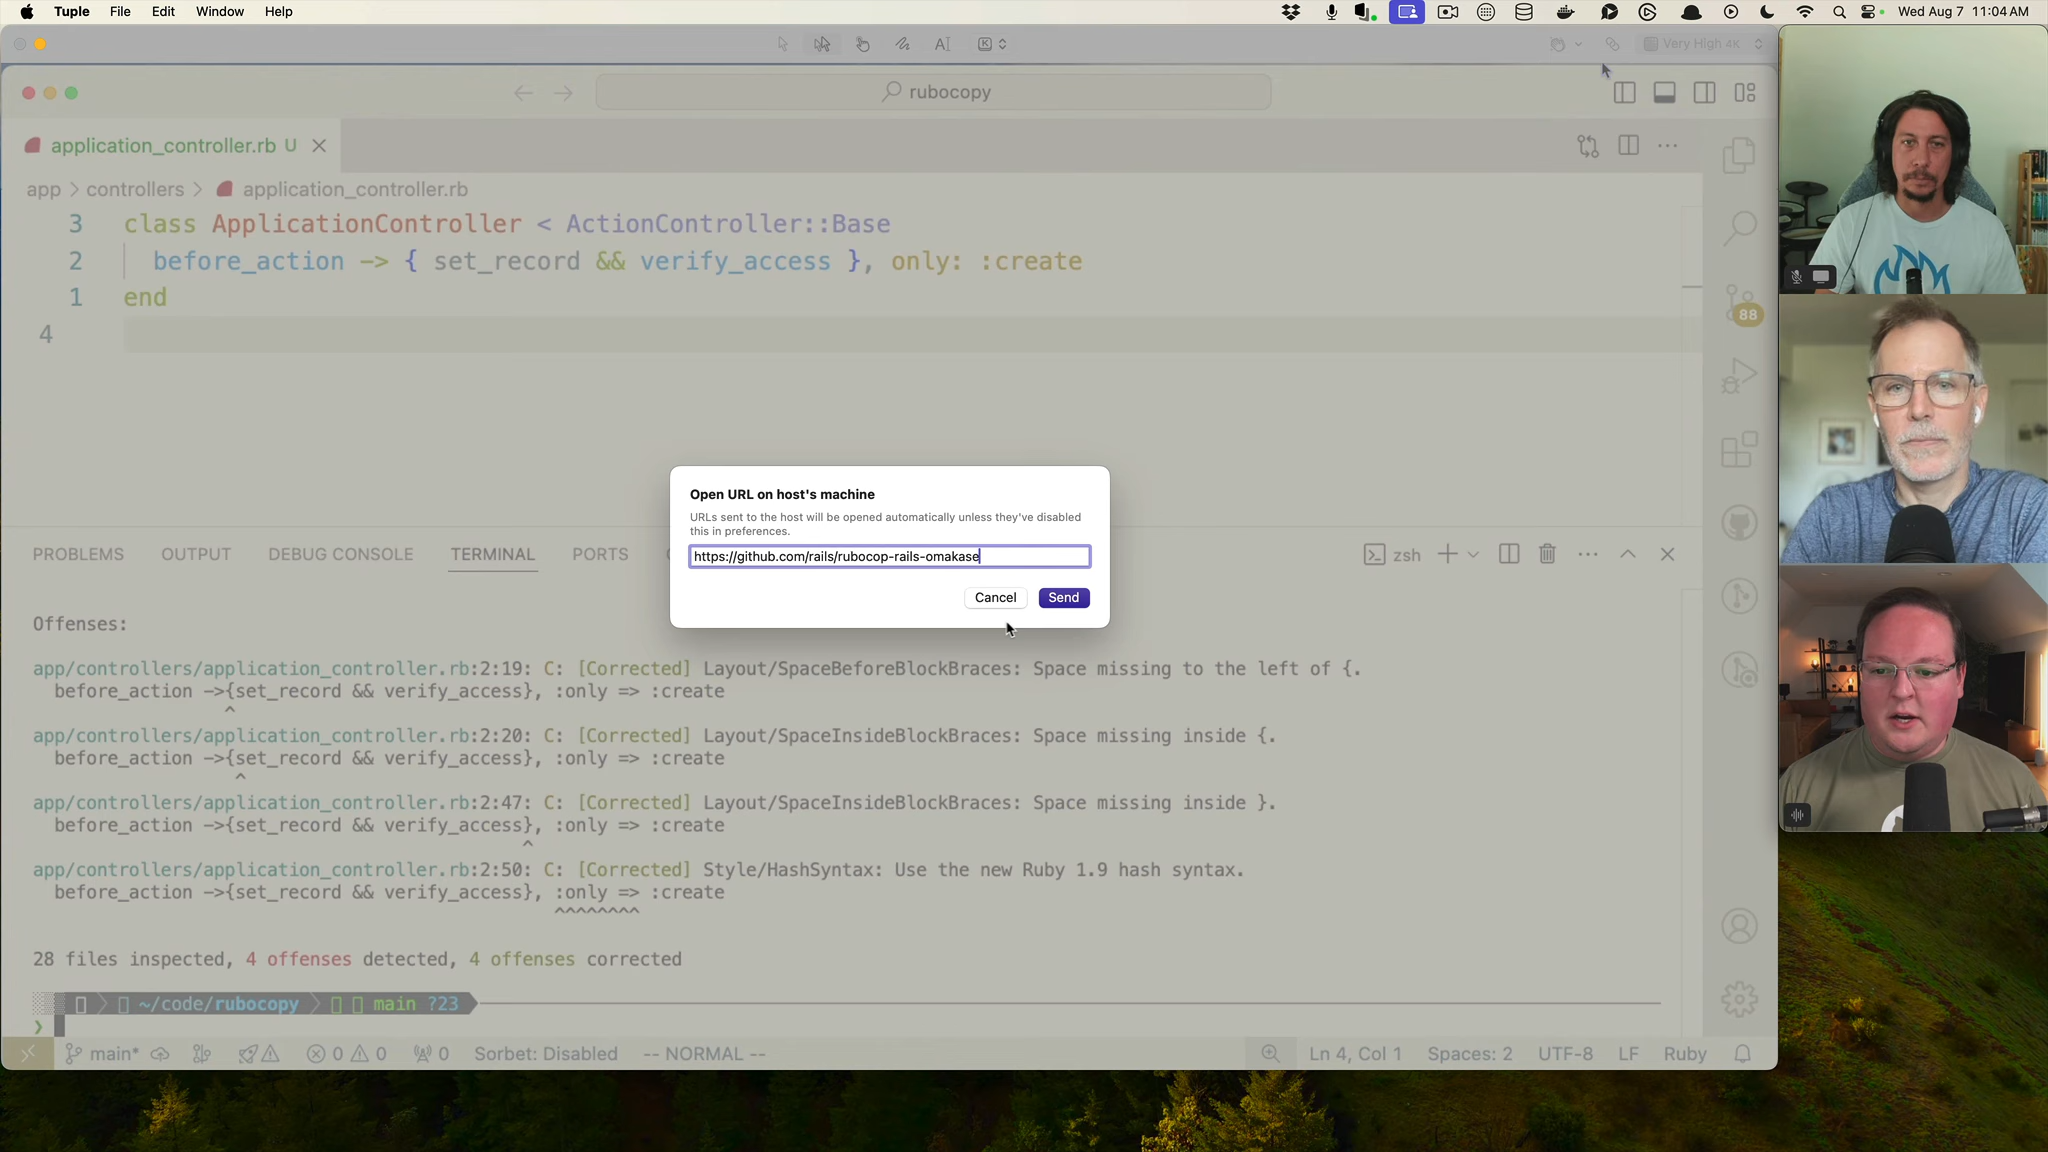 Tuple File Edit Window Help
Wed Aug 7 11:04 AM
Very High 4K
rubocopy
application_controller.rb U
app > controllers > application_controller.rb
3 class ApplicationController < ActionController::Base
2 before_action -> { set_record && verify_access }, only: :create
1 end
4
88
Open URL on host's machine
URLs sent to the host will be opened automatically unless they've disabled
this in preferences.
https://github.com/rails/rubocop-rails-omakase
Cancel Send
PROBLEMS OUTPUT DEBUG CONSOLE TERMINAL PORTS
zsh
Offenses:
app/controllers/application_controller.rb:2:19: C: [Corrected] Layout/SpaceBeforeBlockBraces: Space missing to the left of {.
before_action ->{set_record && verify_access}, :only => :create
^
app/controllers/application_controller.rb:2:20: C: [Corrected] Layout/SpaceInsideBlockBraces: Space missing inside {.
before_action ->{set_record && verify_access}, :only => :create
^
app/controllers/application_controller.rb:2:47: C: [Corrected] Layout/SpaceInsideBlockBraces: Space missing inside }.
before_action ->{set_record && verify_access}, :only => :create
^
app/controllers/application_controller.rb:2:50: C: [Corrected] Style/HashSyntax: Use the new Ruby 1.9 hash syntax.
before_action ->{set_record && verify_access}, :only => :create
^^^^^^^^
28 files inspected, 4 offenses detected, 4 offenses corrected
~/code/rubocopy main ?23
❯
main* 0 0 0 Sorbet: Disabled -- NORMAL -- Ln 4, Col 1 Spaces: 2 UTF-8 LF Ruby